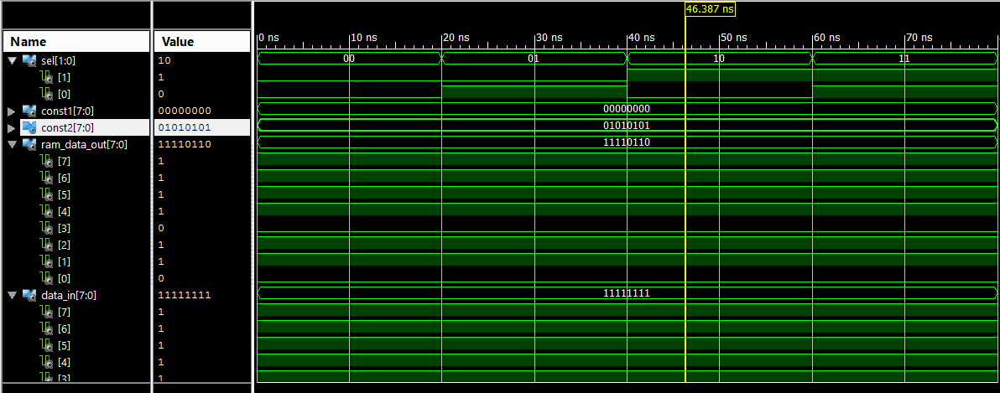 46.387 ns
Name Value 0 ns 10 ns 20 ns 30 ns 40 ns 50 ns 60 ns 70 ns
sel[1:0] 10 00 01 10 11
[1] 1
[0] 0
const1[7:0] 00000000 00000000
const2[7:0] 01010101 01010101
ram_data_out[7:0] 11110110 11110110
[7] 1
[6] 1
[5] 1
[4] 1
[3] 0
[2] 1
[1] 1
[0] 0
data_in[7:0] 11111111 11111111
[7] 1
[6] 1
[5] 1
[4] 1
[3] 1